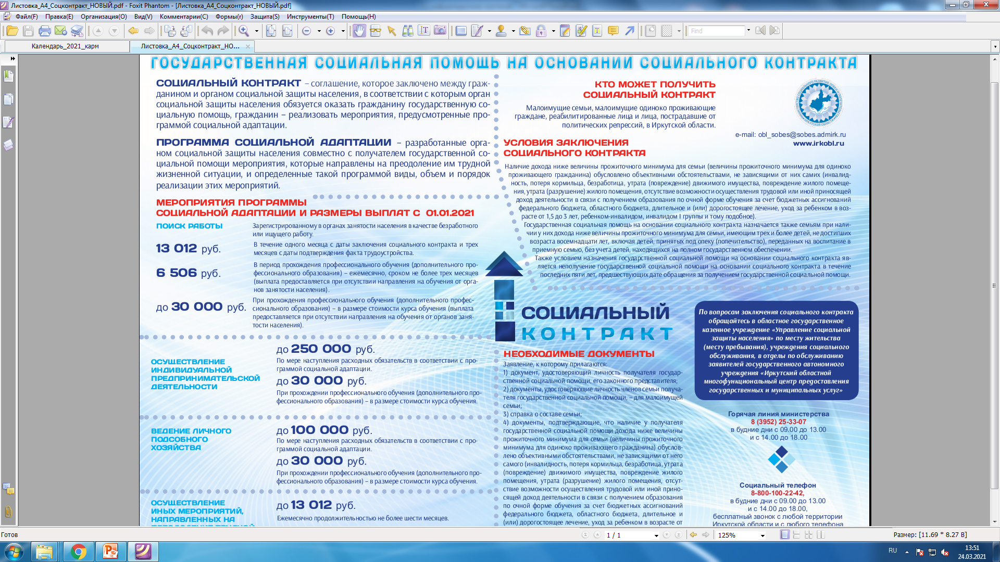 Листовка_А4_Соцконтракт_НОВЫЙ.pdf - Foxit Phantom - [Листовка_А4_Соцконтракт_НОВЫЙ.pdf]
Файл(F) Правка(E) Организация(O) Вид(V) Комментарии(C) Формы(r) Защита(S) Инструменты(T) Помощь(H)
Find
Календарь_2021_карм
Листовка_А4_Соцконтракт_НО...
ГОСУДАРСТВЕННАЯ СОЦИАЛЬНАЯ ПОМОЩЬ НА ОСНОВАНИИ СОЦИАЛЬНОГО КОНТРАКТА
СОЦИАЛЬНЫЙ КОНТРАКТ – соглашение, которое заключено между граж-
данином и органом социальной защиты населения, в соответствии с которым орган
социальной защиты населения обязуется оказать гражданину государственную со-
циальную помощь, гражданин – реализовать мероприятия, предусмотренные про-
граммой социальной адаптации.
ПРОГРАММА СОЦИАЛЬНОЙ АДАПТАЦИИ – разработанные орга-
ном социальной защиты населения совместно с получателем государственной со-
циальной помощи мероприятия, которые направлены на преодоление им трудной
жизненной ситуации, и определенные такой программой виды, объем и порядок
реализации этих мероприятий.
МЕРОПРИЯТИЯ ПРОГРАММЫ
СОЦИАЛЬНОЙ АДАПТАЦИИ И РАЗМЕРЫ ВЫПЛАТ С 01.01.2021
ПОИСК РАБОТЫ
Зарегистрированному в органах занятости населения в качестве безработного
или ищущего работу.
13 012 руб.
В течение одного месяца с даты заключения социального контракта и трех
месяцев с даты подтверждения факта трудоустройства.
6 506 руб.
В период прохождения профессионального обучения (дополнительного про-
фессионального образования) – ежемесячно, сроком не более трех месяцев
(выплата предоставляется при отсутствии направления на обучения от орга-
нов занятости населения).
до 30 000 руб.
При прохождения профессионального обучения (дополнительного профес-
сионального образования) – в размере стоимости курса обучения (выплата
предоставляется при отсутствии направления на обучения от органов заня-
тости населения).
ОСУЩЕСТВЛЕНИЕ
ИНДИВИДУАЛЬНОЙ
ПРЕДПРИНИМАТЕЛЬСКОЙ
ДЕЯТЕЛЬНОСТИ
до 250 000 руб.
По мере наступления расходных обязательств в соответствии с про-
граммой социальной адаптации.
до 30 000 руб.
При прохождении профессионального обучения (дополнительного про-
фессионального образования) – в размере стоимости курса обучения.
ВЕДЕНИЕ ЛИЧНОГО
ПОДСОБНОГО
ХОЗЯЙСТВА
до 100 000 руб.
По мере наступления расходных обязательств в соответствии с про-
граммой социальной адаптации.
до 30 000 руб.
При прохождении профессионального обучения (дополнительного про-
фессионального образования) – в размере стоимости курса обучения.
ОСУЩЕСТВЛЕНИЕ
ИНЫХ МЕРОПРИЯТИЙ,
НАПРАВЛЕННЫХ НА
до 13 012 руб.
Ежемесячно продолжительностью не более шести месяцев.
КТО МОЖЕТ ПОЛУЧИТЬ
СОЦИАЛЬНЫЙ КОНТРАКТ
Малоимущие семьи, малоимущие одиноко проживающие
граждане, реабилитированные лица и лица, пострадавшие от
политических репрессий, в Иркутской области.
e-mail: obl_sobes@sobes.admirk.ru
www.irkobl.ru
УСЛОВИЯ ЗАКЛЮЧЕНИЯ
СОЦИАЛЬНОГО КОНТРАКТА
Наличие дохода ниже величины прожиточного минимума для семьи (величины прожиточного минимума для одиноко
проживающего гражданина) обусловлено объективными обстоятельствами, не зависящими от них самих (инвалид-
ность, потеря кормильца, безработица, утрата (повреждение) движимого имущества, повреждение жилого помеще-
ния, утрата (разрушение) жилого помещения, отсутствие возможности осуществления трудовой или иной приносящей
доход деятельности в связи с получением образования по очной форме обучения за счет бюджетных ассигнований
федерального бюджета, областного бюджета, длительное и (или) дорогостоящее лечение, уход за ребенком в воз-
расте от 1,5 до 3 лет, ребенком-инвалидом, инвалидом I группы и тому подобное).
Государственная социальная помощь на основании социального контракта назначается также семьям при нали-
чии у них дохода ниже величины прожиточного минимума для семьи, имеющим трех и более детей, не достигших
возраста восемнадцати лет, включая детей, принятых под опеку (попечительство), переданных на воспитание в
приемную семью, без учета детей, находящихся на полном государственном обеспечении.
Также условием назначения государственной социальной помощи на основании социального контракта яв-
ляется неполучение государственной социальной помощи на основании социального контракта в течение
последних пяти лет, предшествующих дате обращения за получением государственной социальной помощи.
СОЦИАЛЬНЫЙ
КОНТРАКТ
НЕОБХОДИМЫЕ ДОКУМЕНТЫ
Заявление, к которому прилагаются:
1) документ, удостоверяющий личность получателя государ-
ственной социальной помощи, его законного представителя;
2) документы, удостоверяющие личность членов семьи получа-
теля государственной социальной помощи, – для малоимущей
семьи;
3) справка о составе семьи;
4) документы, подтверждающие, что наличие у получателя
государственной социальной помощи дохода ниже величины
прожиточного минимума для семьи (величины прожиточного
минимума для одиноко проживающего гражданина) обуслов-
лено объективными обстоятельствами, не зависящими от него
самого (инвалидность, потеря кормильца, безработица, утрата
(повреждение) движимого имущества, повреждение жилого
помещения, утрата (разрушение) жилого помещения, отсут-
ствие возможности осуществления трудовой или иной прино-
сящей доход деятельности в связи с получением образования
по очной форме обучения за счет бюджетных ассигнований
федерального бюджета, областного бюджета, длительное и
(или) дорогостоящее лечение, уход за ребенком в возрасте от
По вопросам заключения социального контракта
обращайтесь в областное государственное
казенное учреждение «Управление социальной
защиты населения» по месту жительства
(месту пребывания), учреждения социального
обслуживания, в отделы по обслуживанию
заявителей государственного автономного
учреждения «Иркутский областной
многофункциональный центр предоставления
государственных и муниципальных услуг»
Горячая линия министерства
8 (3952) 25-33-07
в будние дни с 09.00 до 13.00
и с 14.00 до 18.00
Социальный телефон
8-800-100-22-42,
в будние дни с 09.00 до 13.00
и с 14.00 до 18.00,
бесплатный звонок с любой территории
Иркутской области и с любого телефона
Готов
1 / 1
125%
Размер: [11.69 * 8.27 В]
RU
13:51
24.03.2021